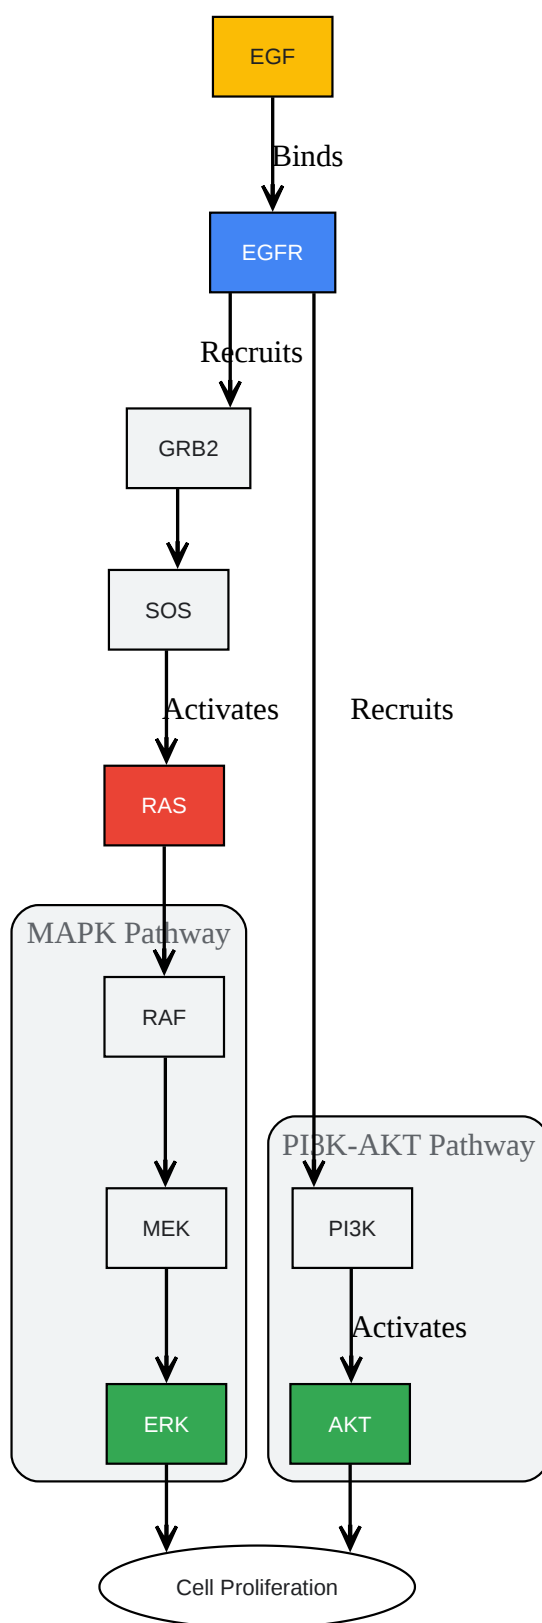 EGF
Binds
EGFR
Recruits
GRB2
SOS
Activates
Recruits
RAS
MAPK Pathway
RAF
PI3K-AKT Pathway
MEK
PI3K
Activates
ERK
AKT
Cell Proliferation